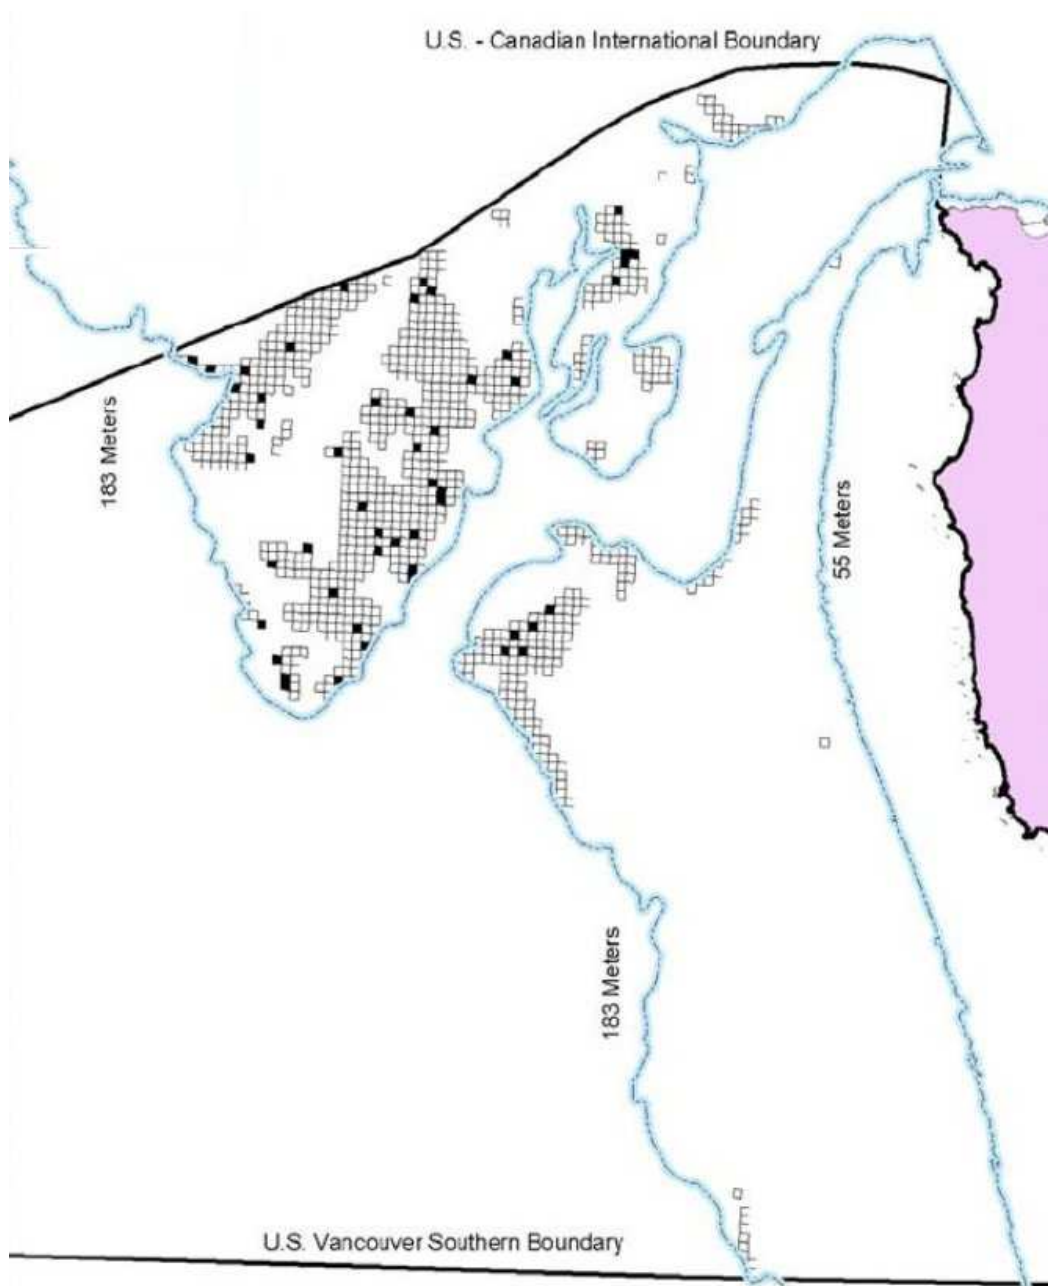 U.S. - Canadian International Boundary
183 Meters
55 Meters
183 Meters
U.S. Vancouver Southern Boundary